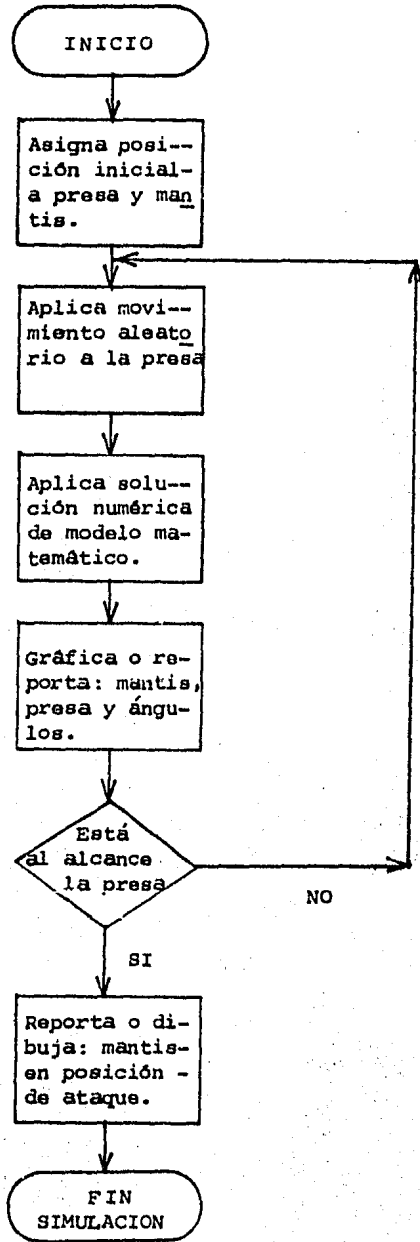 INICIO
Asigna posi--
ción inicial-
a presa y man
tis.
Aplica movi--
miento aleato
rio a la presa
Aplica solu--
ción numérica
de modelo ma-
temático.
Gráfica o re-
porta: mantis,
presa y ángu-
los.
Está
al alcance
la presa
NO
SI
Reporta o di-
buja: mantis-
en posición -
de ataque.
FIN
SIMULACION